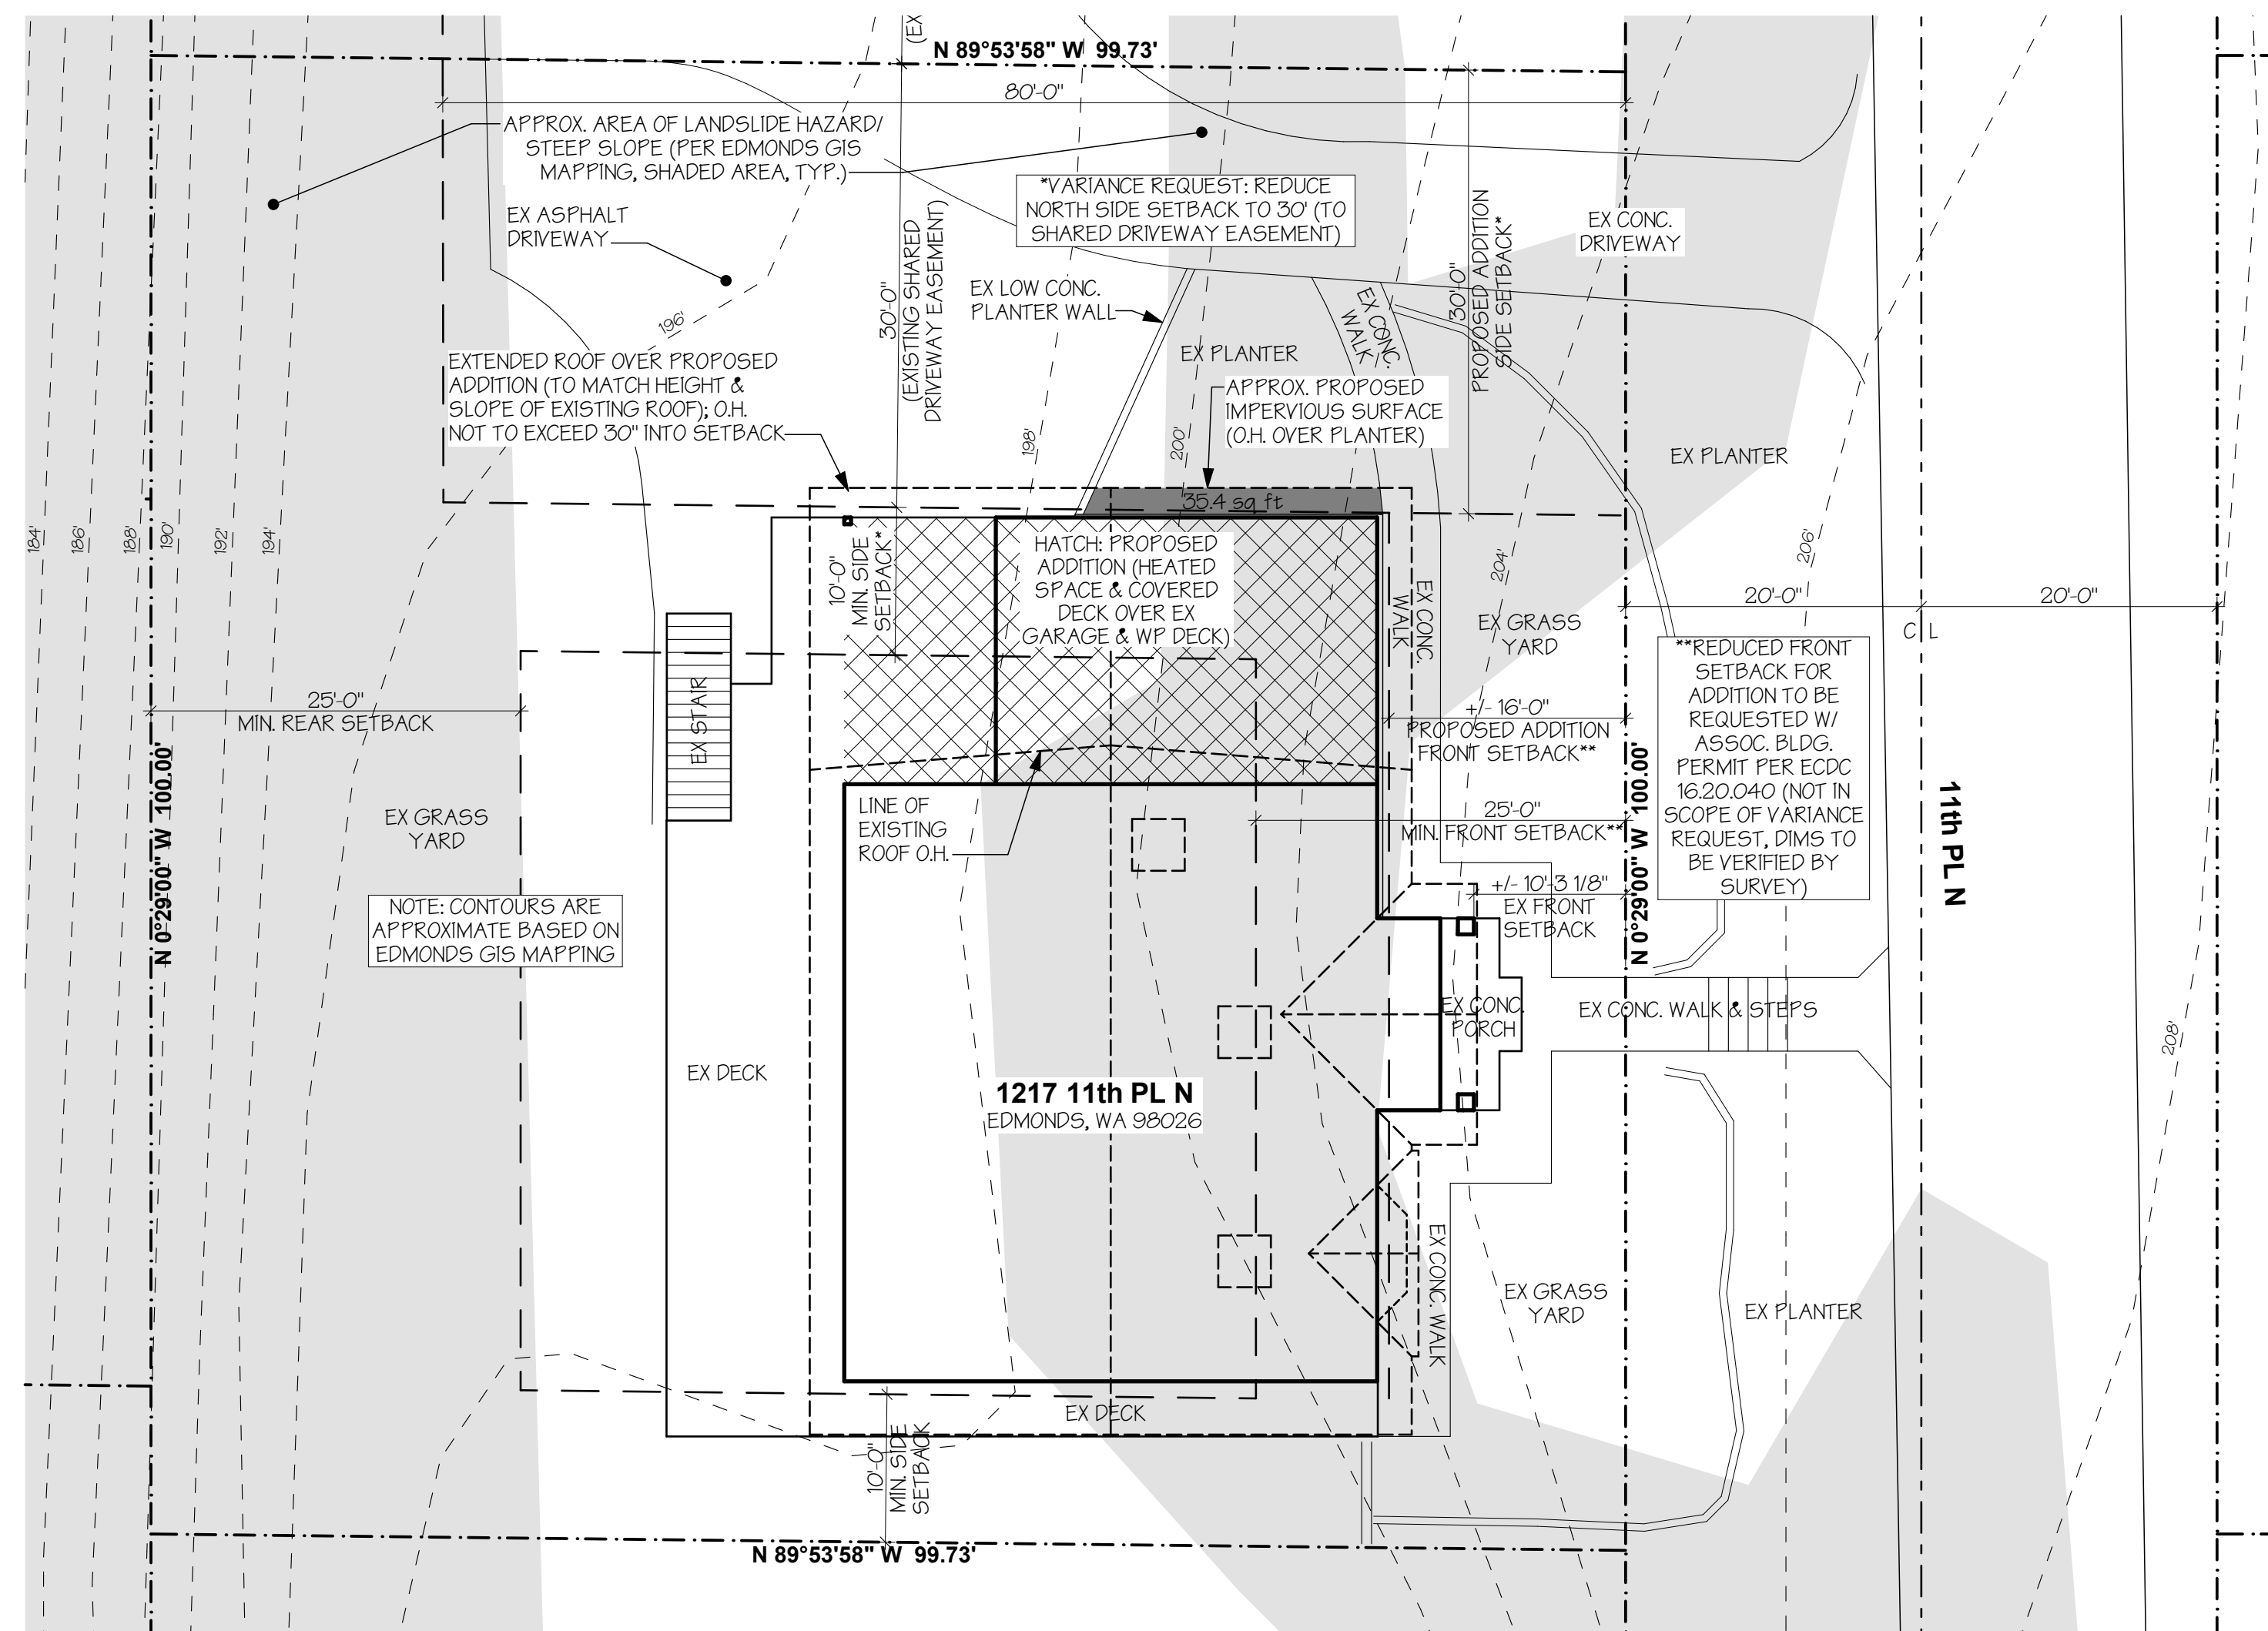 (EX
N 89°53'58" W  99.73'
80'-0"
APPROX. AREA OF LANDSLIDE HAZARD/
STEEP SLOPE (PER EDMONDS GIS
MAPPING, SHADED AREA, TYP.)
*VARIANCE REQUEST: REDUCE
NORTH SIDE SETBACK TO 30' (TO
SHARED DRIVEWAY EASEMENT)
EX ASPHALT
DRIVEWAY
30'-0"
(EXISTING SHARED
DRIVEWAY EASEMENT)
30'-0"
PROPOSED ADDITION
SIDE SETBACK*
EX CONC.
DRIVEWAY
EX LOW CONC.
PLANTER WALL
EX CONC.
WALK
196'
EX PLANTER
EXTENDED ROOF OVER PROPOSED
ADDITION (TO MATCH HEIGHT &
SLOPE OF EXISTING ROOF); O.H.
NOT TO EXCEED 30" INTO SETBACK
APPROX. PROPOSED
IMPERVIOUS SURFACE
(O.H. OVER PLANTER)
198'
200'
EX PLANTER
35.4 sq ft
184'
186'
188'
190'
192'
194'
204'
206'
10'-0"
MIN. SIDE
SETBACK*
HATCH: PROPOSED
ADDITION (HEATED
SPACE & COVERED
DECK OVER EX
GARAGE & WP DECK)
EX CONC.
WALK
EX GRASS
YARD
20'-0"
20'-0"
C L
**REDUCED FRONT
SETBACK FOR
ADDITION TO BE
REQUESTED W/
ASSOC. BLDG.
PERMIT PER ECDC
16.20.040 (NOT IN
SCOPE OF VARIANCE
REQUEST, DIMS TO
BE VERIFIED BY
SURVEY)
25'-0"
MIN. REAR SETBACK
EX STAIR
+/- 16'-0"
PROPOSED ADDITION
FRONT SETBACK**
N 0°29'00" W  100.00'
N 0°29'00" W  100.00'
11th PL N
EX GRASS
YARD
LINE OF
EXISTING
ROOF O.H.
25'-0"
MIN. FRONT SETBACK**
+/- 10'-3 1/8"
EX FRONT
SETBACK
NOTE: CONTOURS ARE
APPROXIMATE BASED ON
EDMONDS GIS MAPPING
EX CONC.
PORCH
EX CONC. WALK & STEPS
208'
EX DECK
1217 11th PL N
EDMONDS, WA 98026
EX CONC. WALK
EX GRASS
YARD
EX PLANTER
EX DECK
10'-0"
MIN. SIDE
SETBACK
N 89°53'58" W  99.73'